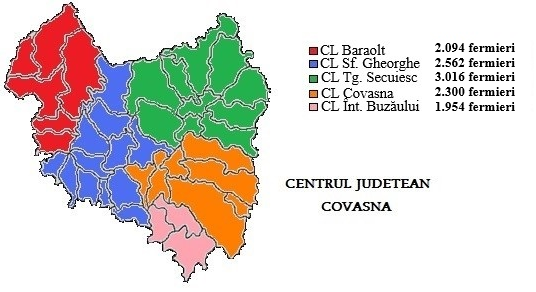 CL Baraolt 2.094 fermieri
CL Sf. Gheorghe 2.562 fermieri
CL Tg. Secuiesc 3.016 fermieri
CL Covasna 2.300 fermieri
CL Înt. Buzăului 1.954 fermieri
CENTRUL JUDETEAN
COVASNA